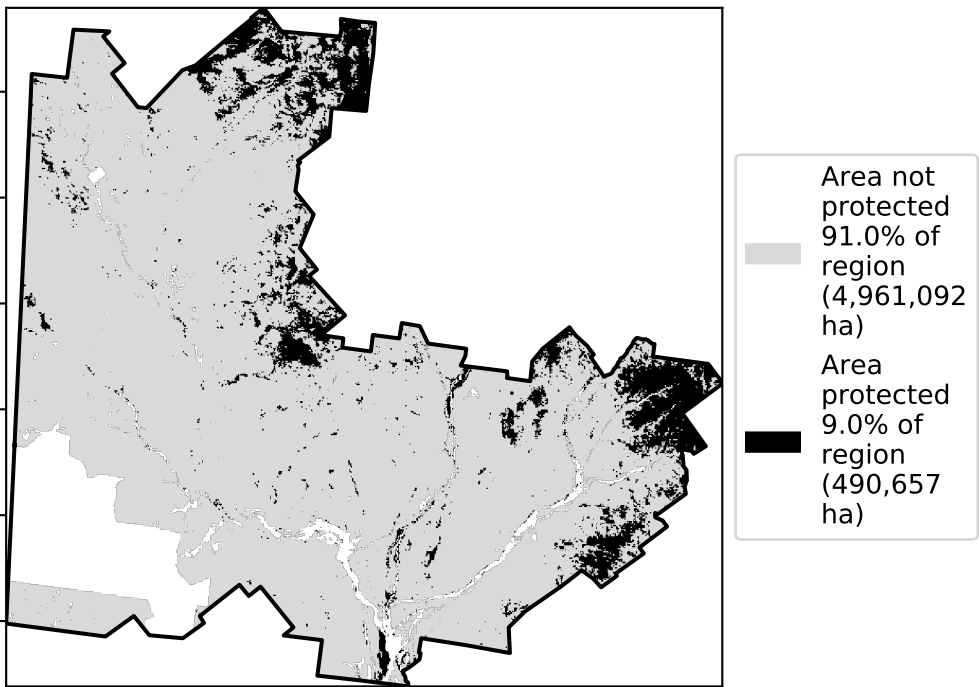 Area not
protected
91.0% of
region
(4,961,092
ha)
Area
protected
9.0% of
region
(490,657
ha)